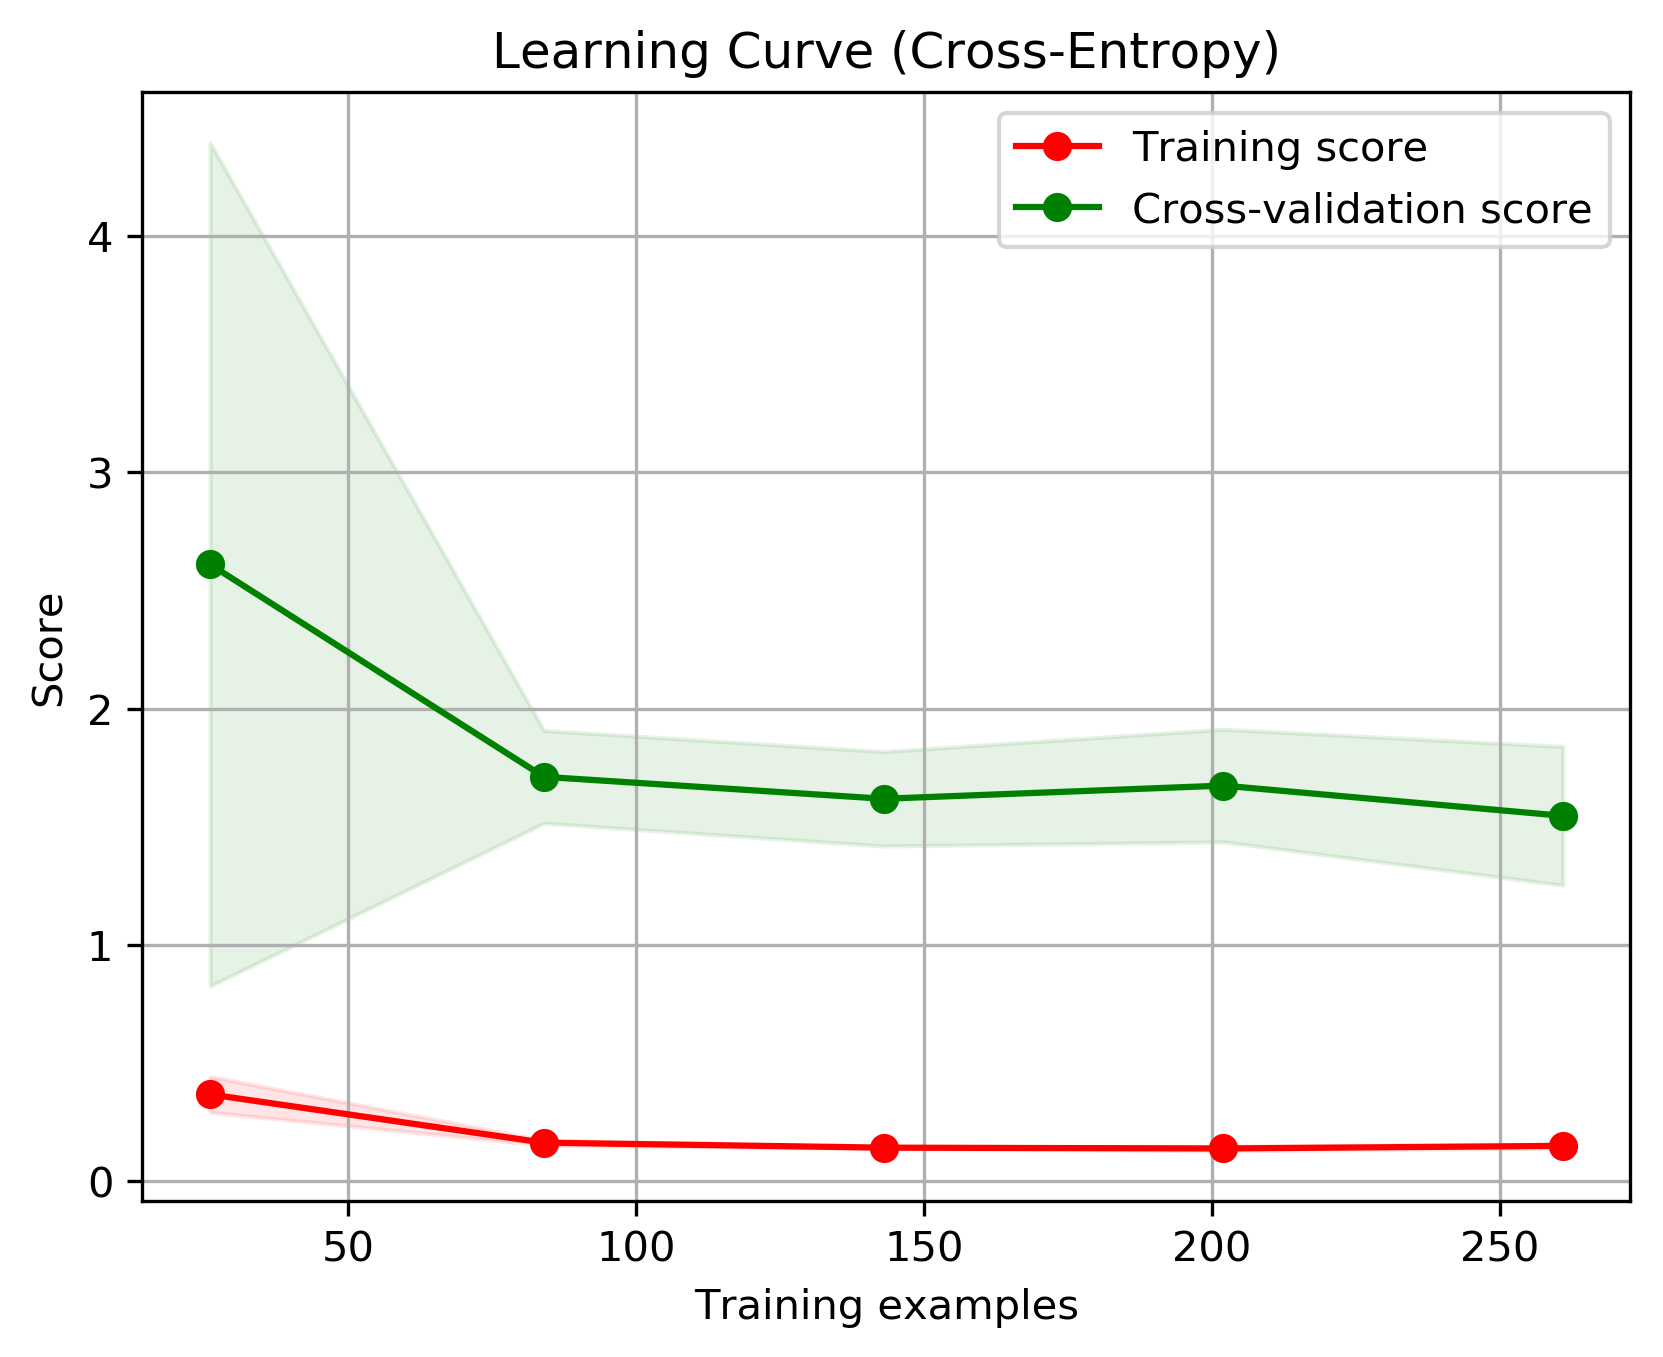 Learning Curve (Cross-Entropy)
Training score
Cross-validation score
4
3
2
1
0
Score
50 100 150 200 250
Training examples